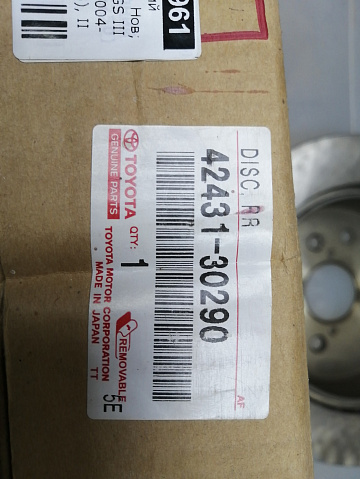 961
ый
Нов;
GS III
004-
), II
DISC, RR
42431-30290
TOYOTA
GENUINE PARTS
QTY:
1
TOYOTA MOTOR CORPORATION
MADE IN JAPAN
TT
REMOVABLE
5E
AF